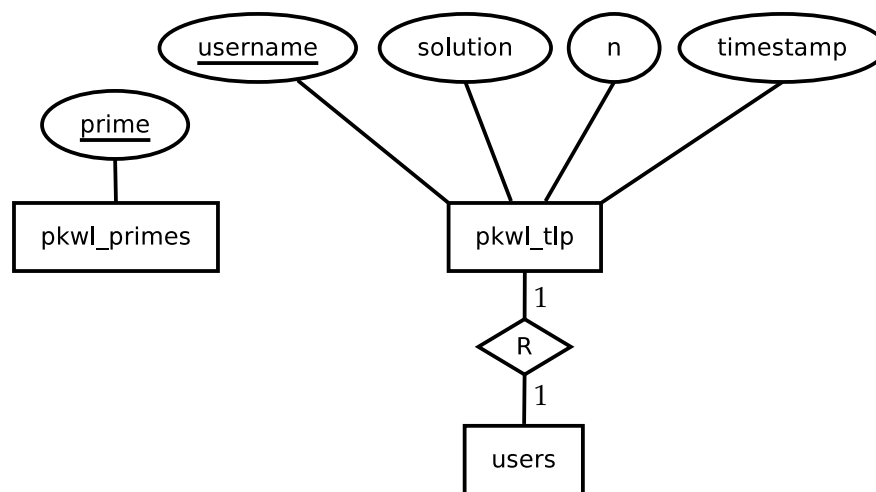 username
solution
n
timestamp
prime
pkwl_primes
pkwl_tlp
1
R
1
users